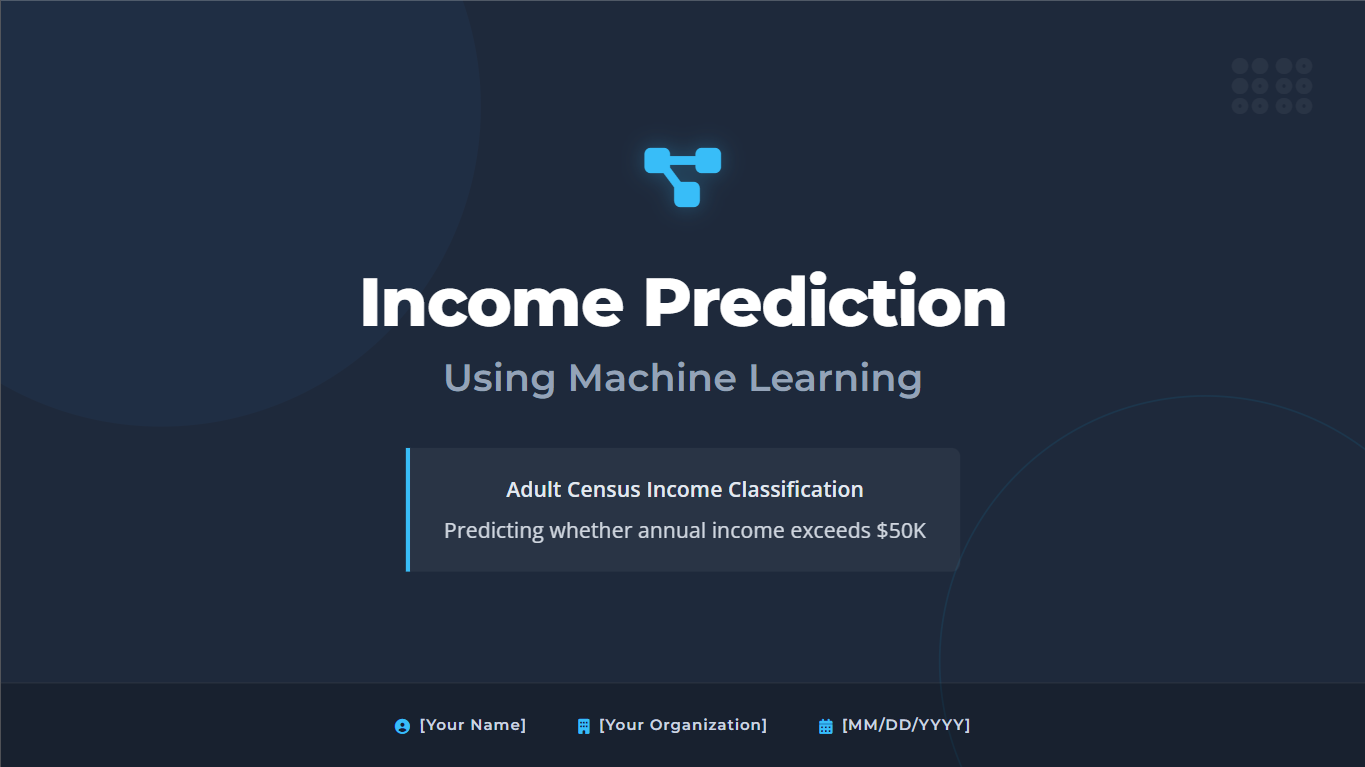 Income Prediction
Using Machine Learning
Adult Census Income Classification
Predicting whether annual income exceeds $50K
[Your Name] [Your Organization] [MM/DD/YYYY]